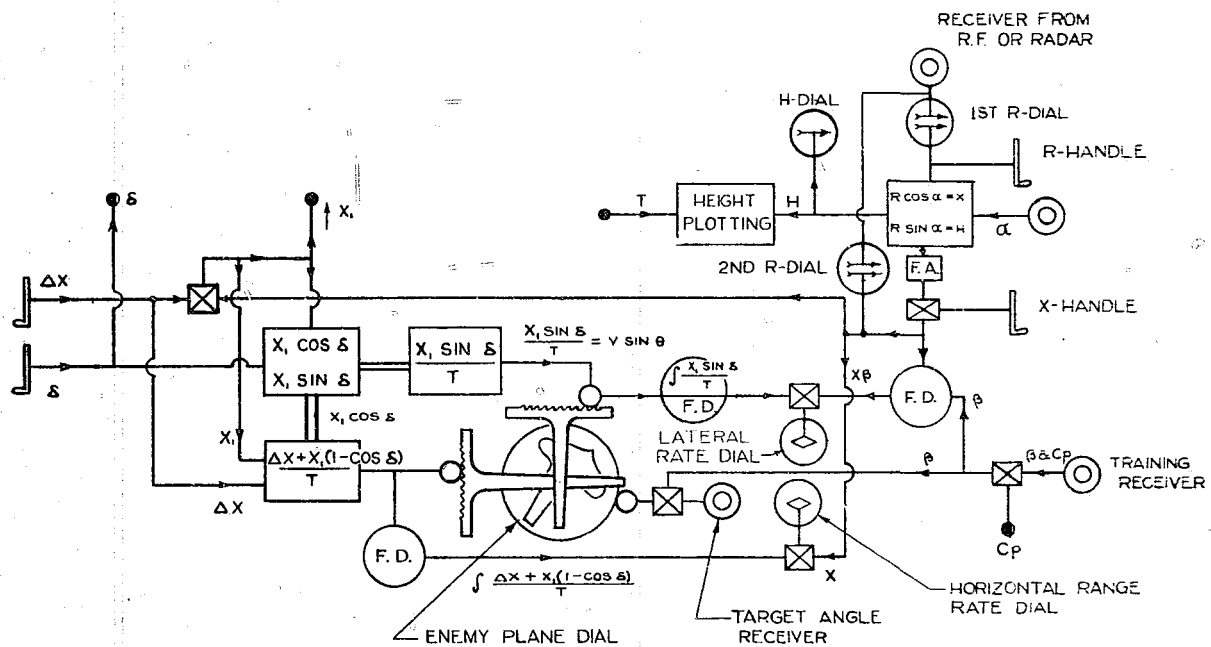 RECEIVER FROM
R.F. OR RADAR
H-DIAL
1ST R-DIAL
R-HANDLE
δ
X₁
T
HEIGHT
PLOTTING
H
R COS α = X
R SIN α = H
α
2ND R-DIAL
F.A.
X-HANDLE
ΔX
δ
X₁ COS δ
X₁ SIN δ
X₁ SIN δ
T
X₁ SIN δ
T
= V SIN θ
∫ X₁ SIN δ
T
F.D.
Xβ
F.D.
β
X₁ COS δ
X₁
LATERAL
RATE DIAL
ΔX + X₁(1-COS δ)
T
β
β & Cp
TRAINING
RECEIVER
ΔX
Cp
F.D.
X
∫ ΔX + X₁(1-COS δ)
T
HORIZONTAL RANGE
RATE DIAL
ENEMY PLANE DIAL
TARGET ANGLE
RECEIVER